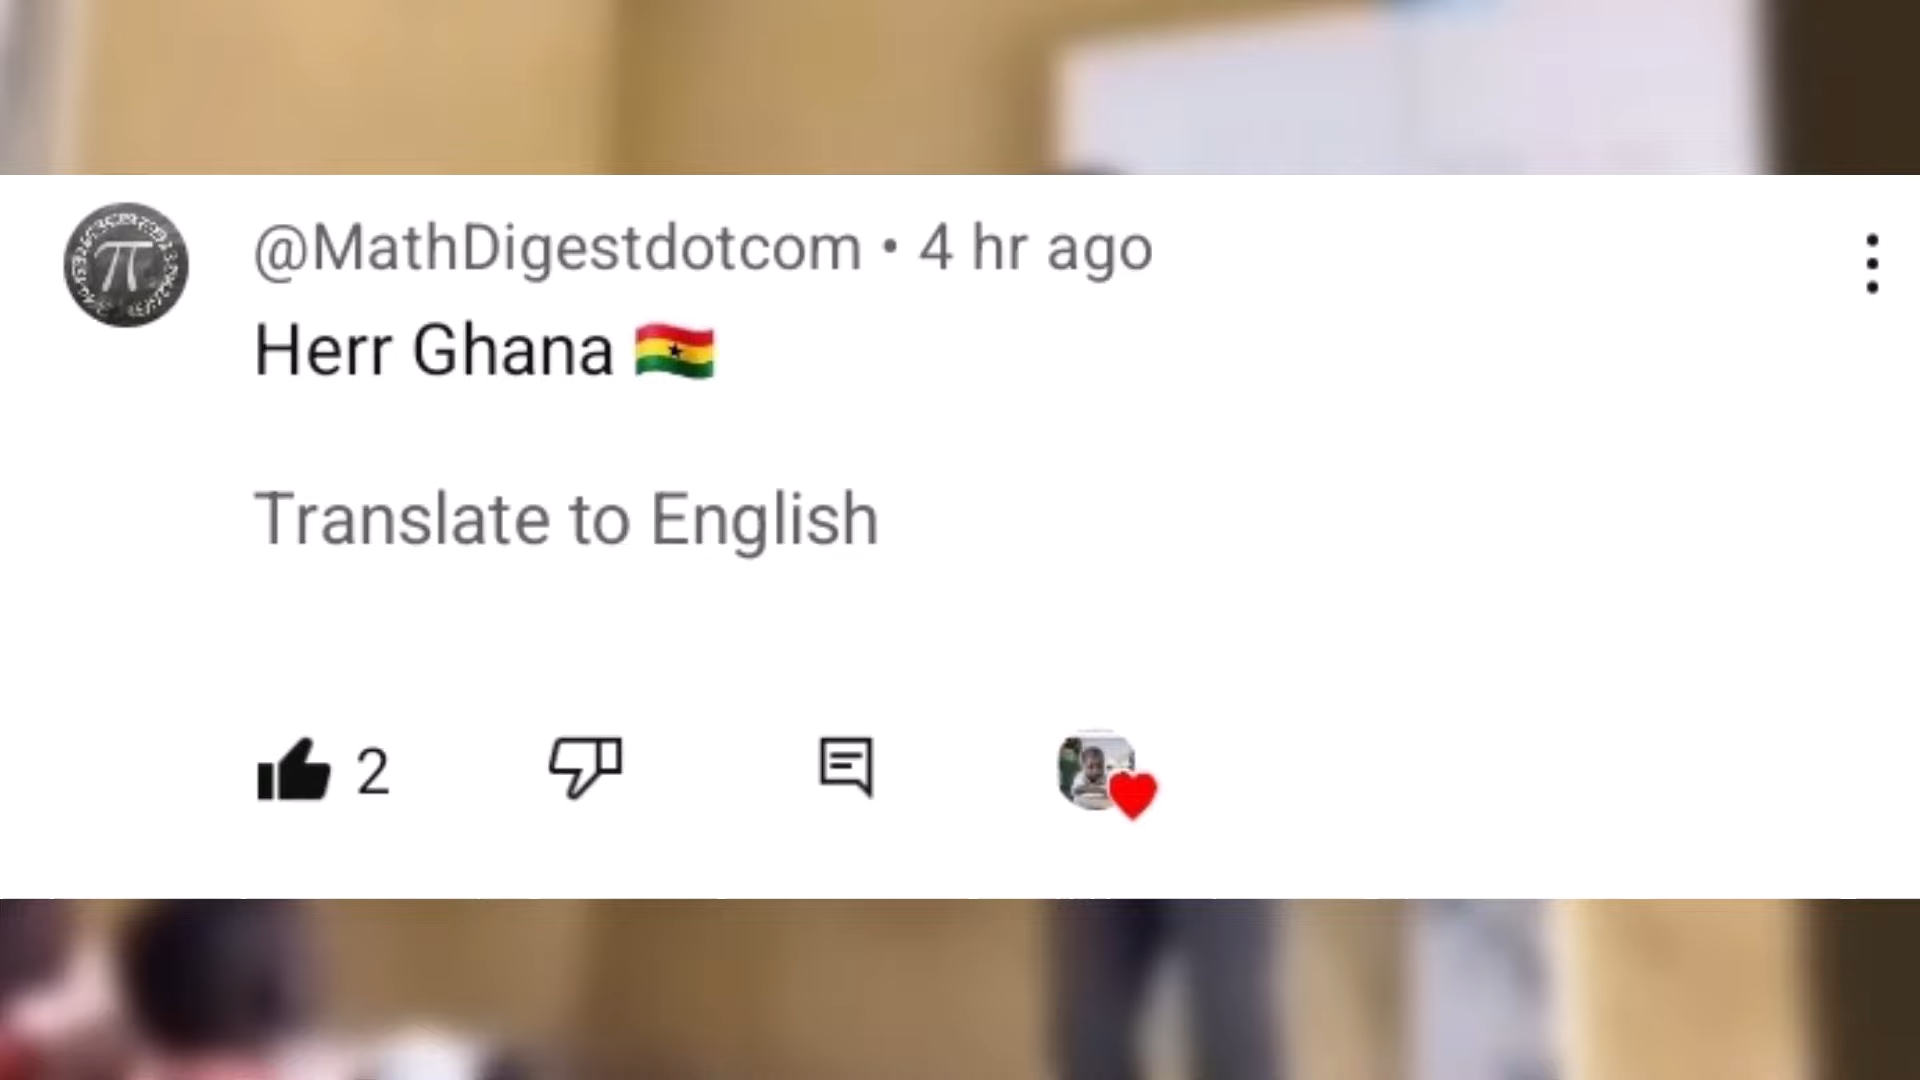 @MathDigestdotcom • 4 hr ago
Herr Ghana 🇬🇭
Translate to English
2